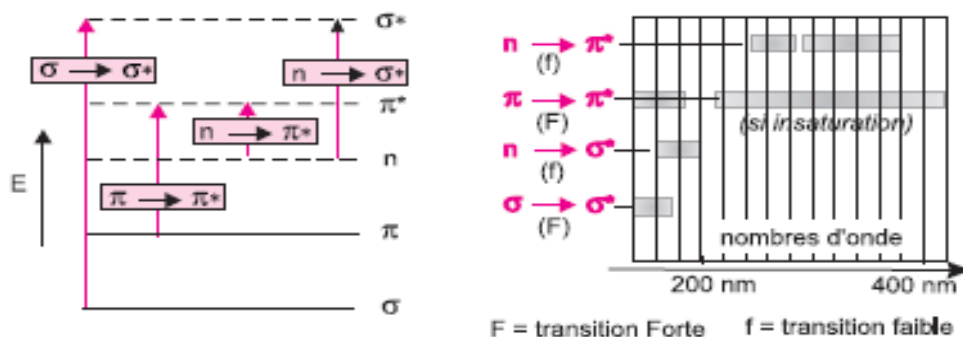 σ*
σ → σ*
n → σ*
π*
n → π*
n
E
π → π*
π
σ
n → π*
(f)
π → π*
(F)
(si insaturation)
n → σ*
(f)
σ → σ*
(F)
nombres d'onde
200 nm
400 nm
F = transition Forte
f = transition faible